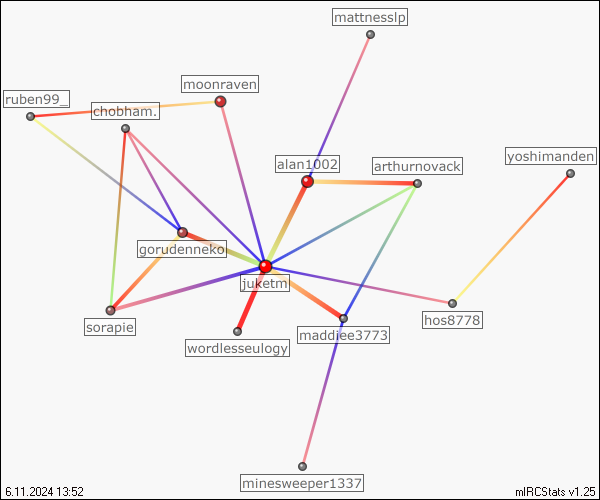 mattnesslp
moonraven
ruben99_
chobham.
alan1002
arthurnovack
yoshimanden
gorudenneko
juketm
sorapie
hos8778
maddiee3773
wordlesseulogy
minesweeper1337
6.11.2024 13:52
mIRCStats v1.25